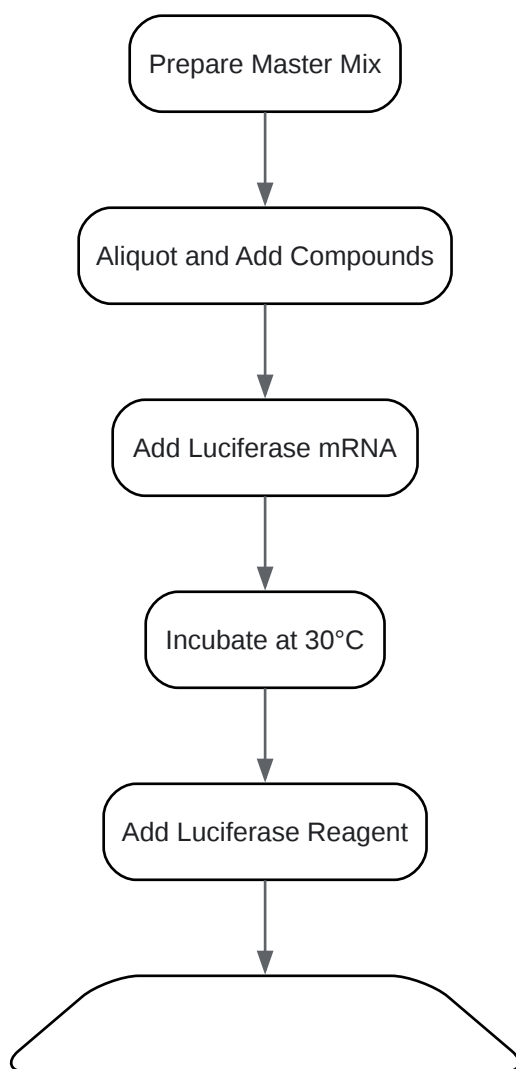 Prepare Master Mix
Aliquot and Add Compounds
Add Luciferase mRNA
Incubate at 30°C
Add Luciferase Reagent